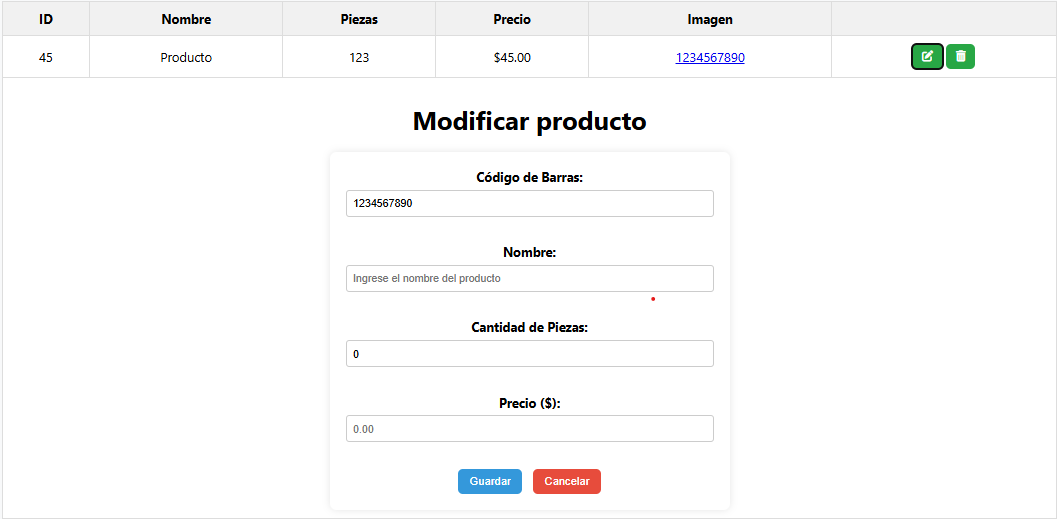 ID Nombre Piezas Precio Imagen
45 Producto 123 $45.00 1234567890
Modificar producto
Código de Barras:
1234567890
Nombre:
Ingrese el nombre del producto
Cantidad de Piezas:
0
Precio ($):
0.00
Guardar Cancelar